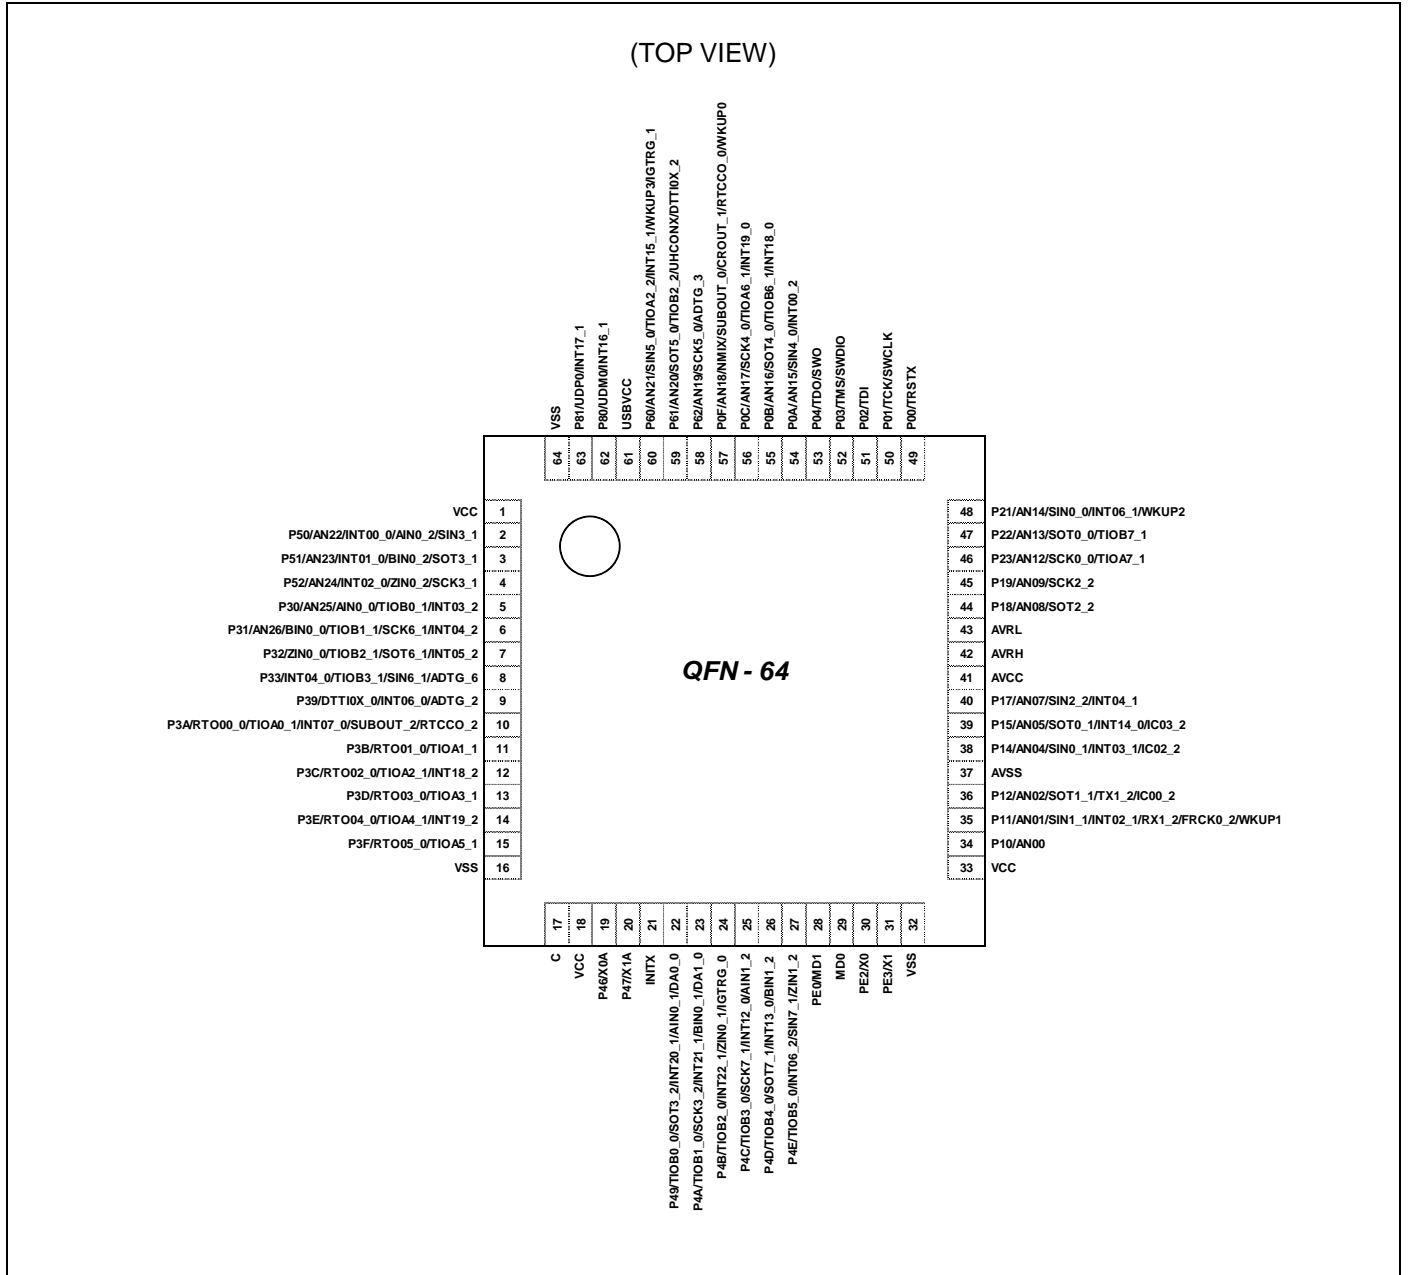 (TOP VIEW)
VSS
P81/UDP0/INT17_1
P80/UDM0/INT16_1
USBVCC
P60/AN21/SIN5_0/TIOA2_2/INT15_1/WKUP3/IGTRG_1
P61/AN20/SOT5_0/TIOB2_2/UHCONX/DTTI0X_2
P62/AN19/SCK5_0/ADTG_3
P0F/AN18/NMIX/SUBOUT_0/CROUT_1/RTCCO_0/WKUP0
P0C/AN17/SCK4_0/TIOA6_1/INT19_0
P0B/AN16/SOT4_0/TIOB6_1/INT18_0
P0A/AN15/SIN4_0/INT00_2
P04/TDO/SWO
P03/TMS/SWDIO
P02/TDI
P01/TCK/SWCLK
P00/TRSTX
64
63
62
61
60
59
58
57
56
55
54
53
52
51
50
49
VCC 1
P50/AN22/INT00_0/AIN0_2/SIN3_1 2
P51/AN23/INT01_0/BIN0_2/SOT3_1 3
P52/AN24/INT02_0/ZIN0_2/SCK3_1 4
P30/AN25/AIN0_0/TIOB0_1/INT03_2 5
P31/AN26/BIN0_0/TIOB1_1/SCK6_1/INT04_2 6
P32/ZIN0_0/TIOB2_1/SOT6_1/INT05_2 7
P33/INT04_0/TIOB3_1/SIN6_1/ADTG_6 8
P39/DTTI0X_0/INT06_0/ADTG_2 9
P3A/RTO00_0/TIOA0_1/INT07_0/SUBOUT_2/RTCCO_2 10
P3B/RTO01_0/TIOA1_1 11
P3C/RTO02_0/TIOA2_1/INT18_2 12
P3D/RTO03_0/TIOA3_1 13
P3E/RTO04_0/TIOA4_1/INT19_2 14
P3F/RTO05_0/TIOA5_1 15
VSS 16
QFN - 64
48 P21/AN14/SIN0_0/INT06_1/WKUP2
47 P22/AN13/SOT0_0/TIOB7_1
46 P23/AN12/SCK0_0/TIOA7_1
45 P19/AN09/SCK2_2
44 P18/AN08/SOT2_2
43 AVRL
42 AVRH
41 AVCC
40 P17/AN07/SIN2_2/INT04_1
39 P15/AN05/SOT0_1/INT14_0/IC03_2
38 P14/AN04/SIN0_1/INT03_1/IC02_2
37 AVSS
36 P12/AN02/SOT1_1/TX1_2/IC00_2
35 P11/AN01/SIN1_1/INT02_1/RX1_2/FRCK0_2/WKUP1
34 P10/AN00
33 VCC
17
18
19
20
21
22
23
24
25
26
27
28
29
30
31
32
C
VCC
P46/X0A
P47/X1A
INITX
P49/TIOB0_0/SOT3_2/INT20_1/AIN0_1/DA0_0
P4A/TIOB1_0/SCK3_2/INT21_1/BIN0_1/DA1_0
P4B/TIOB2_0/INT22_1/ZIN0_1/IGTRG_0
P4C/TIOB3_0/SCK7_1/INT12_0/AIN1_2
P4D/TIOB4_0/SOT7_1/INT13_0/BIN1_2
P4E/TIOB5_0/INT06_2/SIN7_1/ZIN1_2
PE0/MD1
MD0
PE2/X0
PE3/X1
VSS